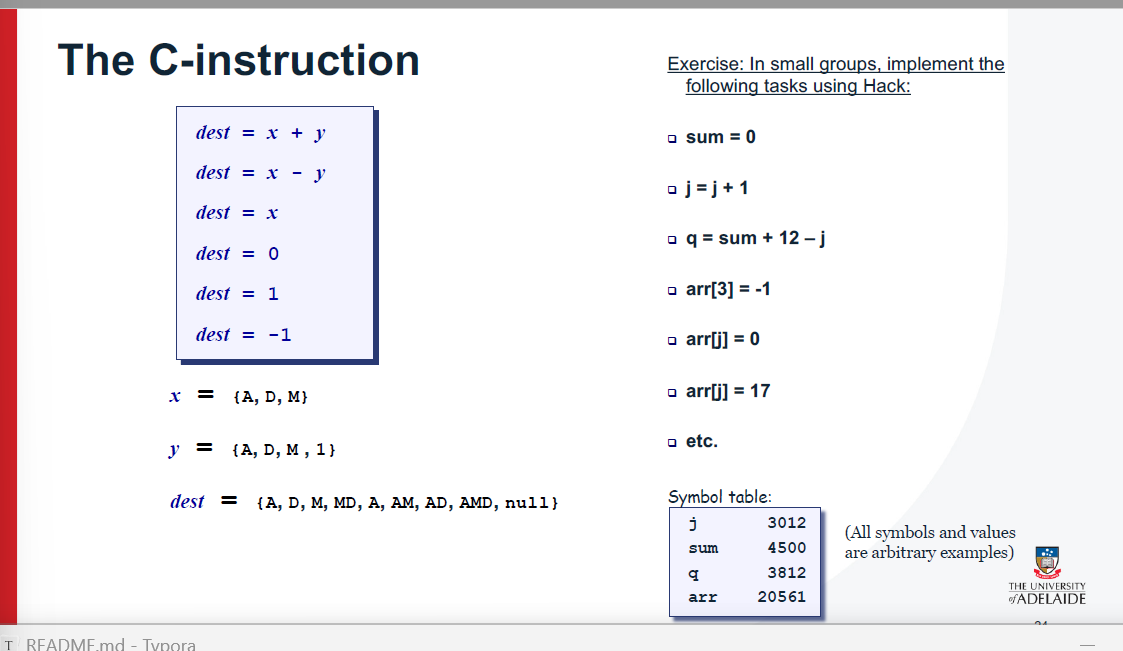 The C-instruction
dest = x + y
dest = x - y
dest = x
dest = 0
dest = 1
dest = -1
x = {A, D, M}
y = {A, D, M , 1}
dest = {A, D, M, MD, A, AM, AD, AMD, null}
Exercise: In small groups, implement the
following tasks using Hack:
sum = 0
j = j + 1
q = sum + 12 – j
arr[3] = -1
arr[j] = 0
arr[j] = 17
etc.
Symbol table:
j 3012
sum 4500
q 3812
arr 20561
(All symbols and values
are arbitrary examples)
THE UNIVERSITY
of ADELAIDE
T README.md - Typora